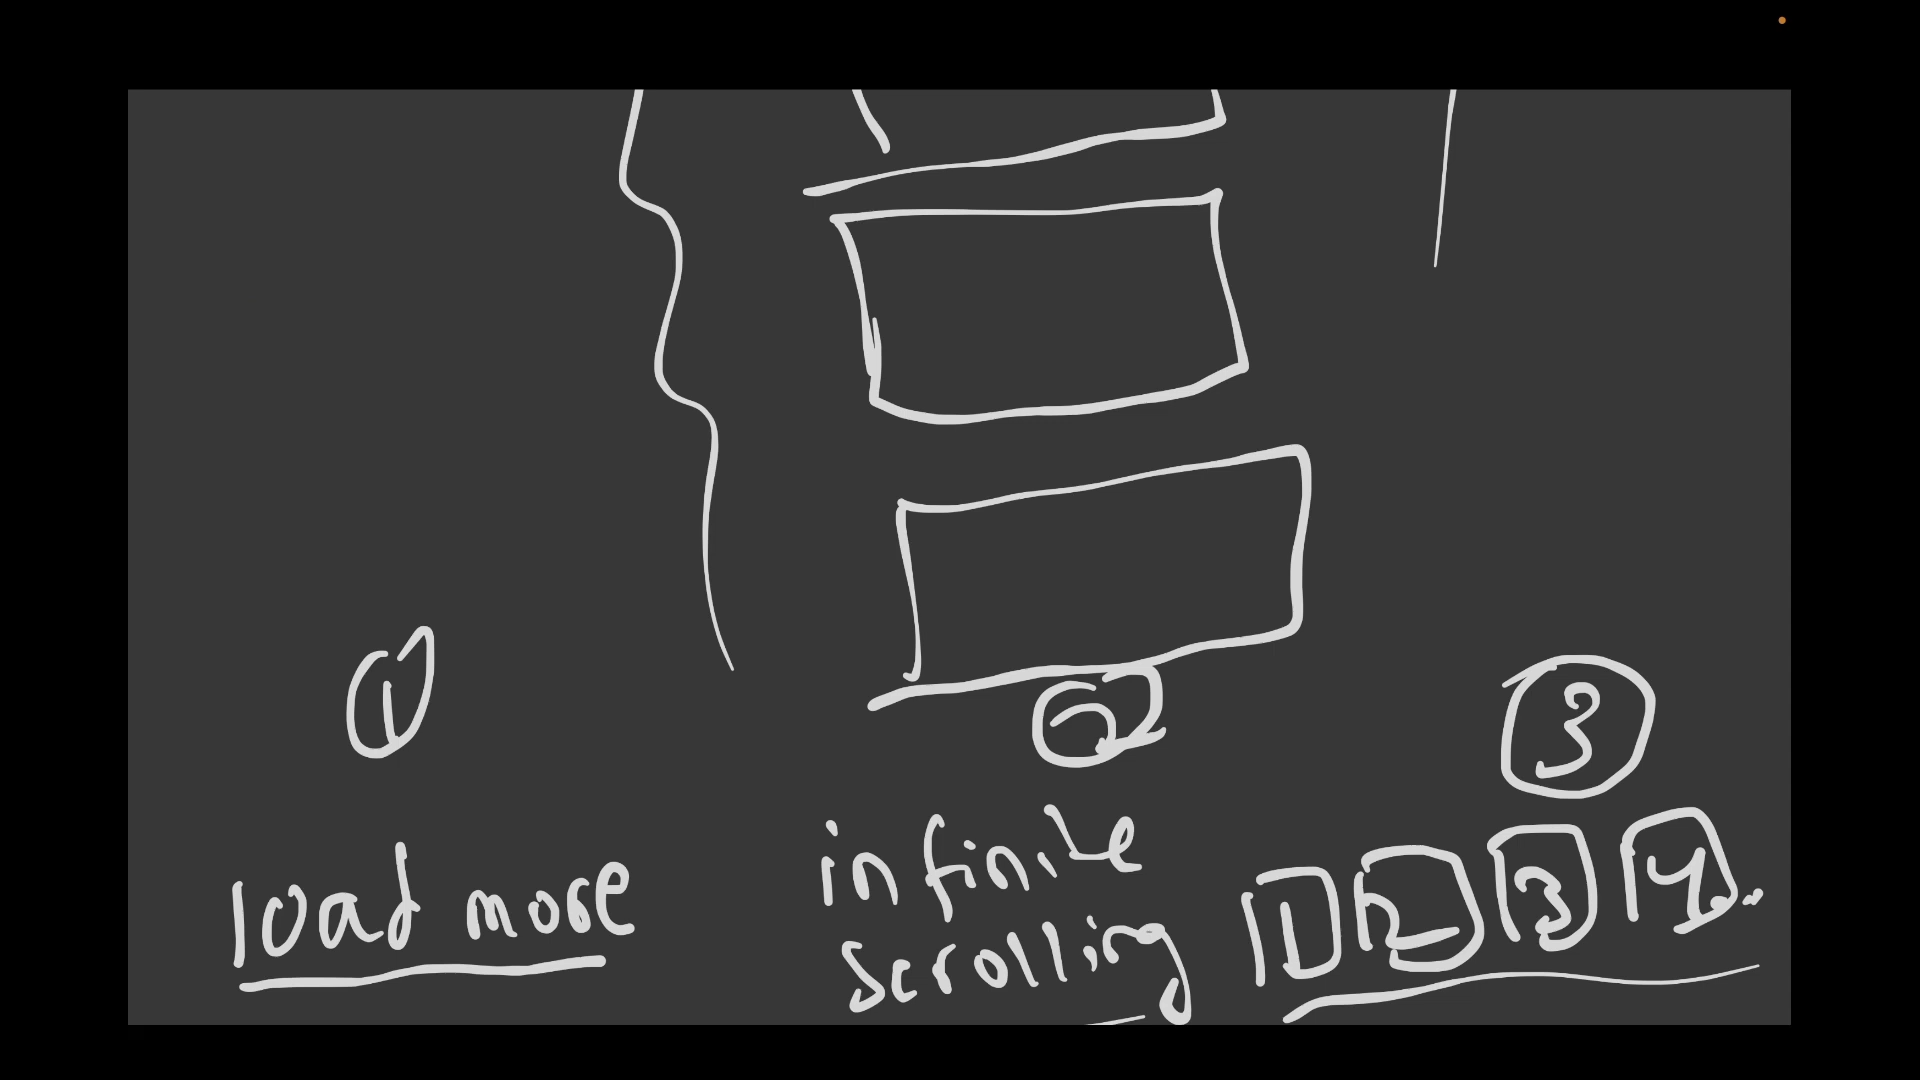 1 2 3
load more
infinite
scrolling
1 2 3 4...